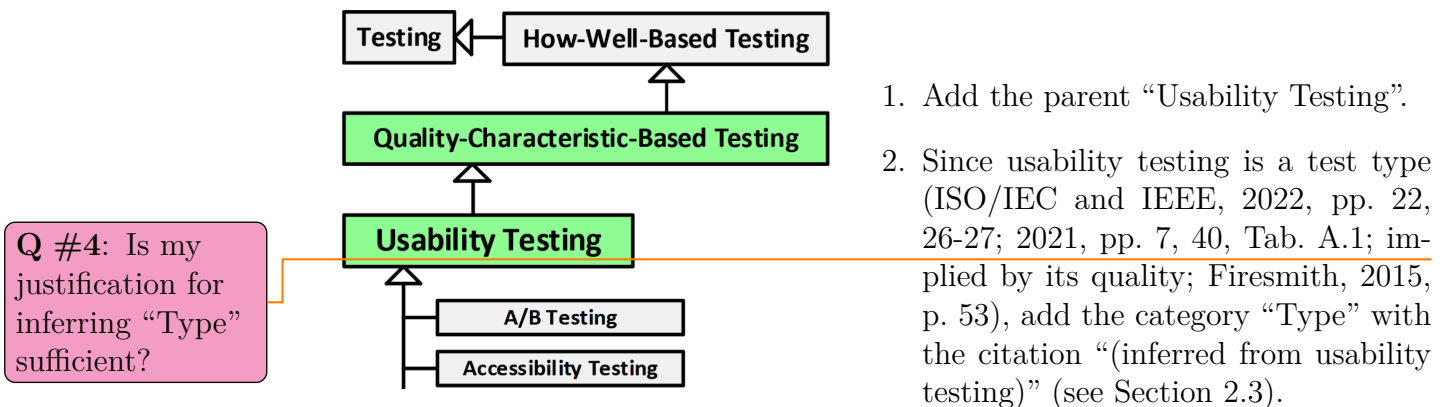 Testing
How-Well-Based Testing
Quality-Characteristic-Based Testing
Usability Testing
A/B Testing
Accessibility Testing
Q #4: Is my
justification for
inferring “Type”
sufficient?
1. Add the parent “Usability Testing”.
2. Since usability testing is a test type
(ISO/IEC and IEEE, 2022, pp. 22,
26-27; 2021, pp. 7, 40, Tab. A.1; im-
plied by its quality; Firesmith, 2015,
p. 53), add the category “Type” with
the citation “(inferred from usability
testing)” (see Section 2.3).